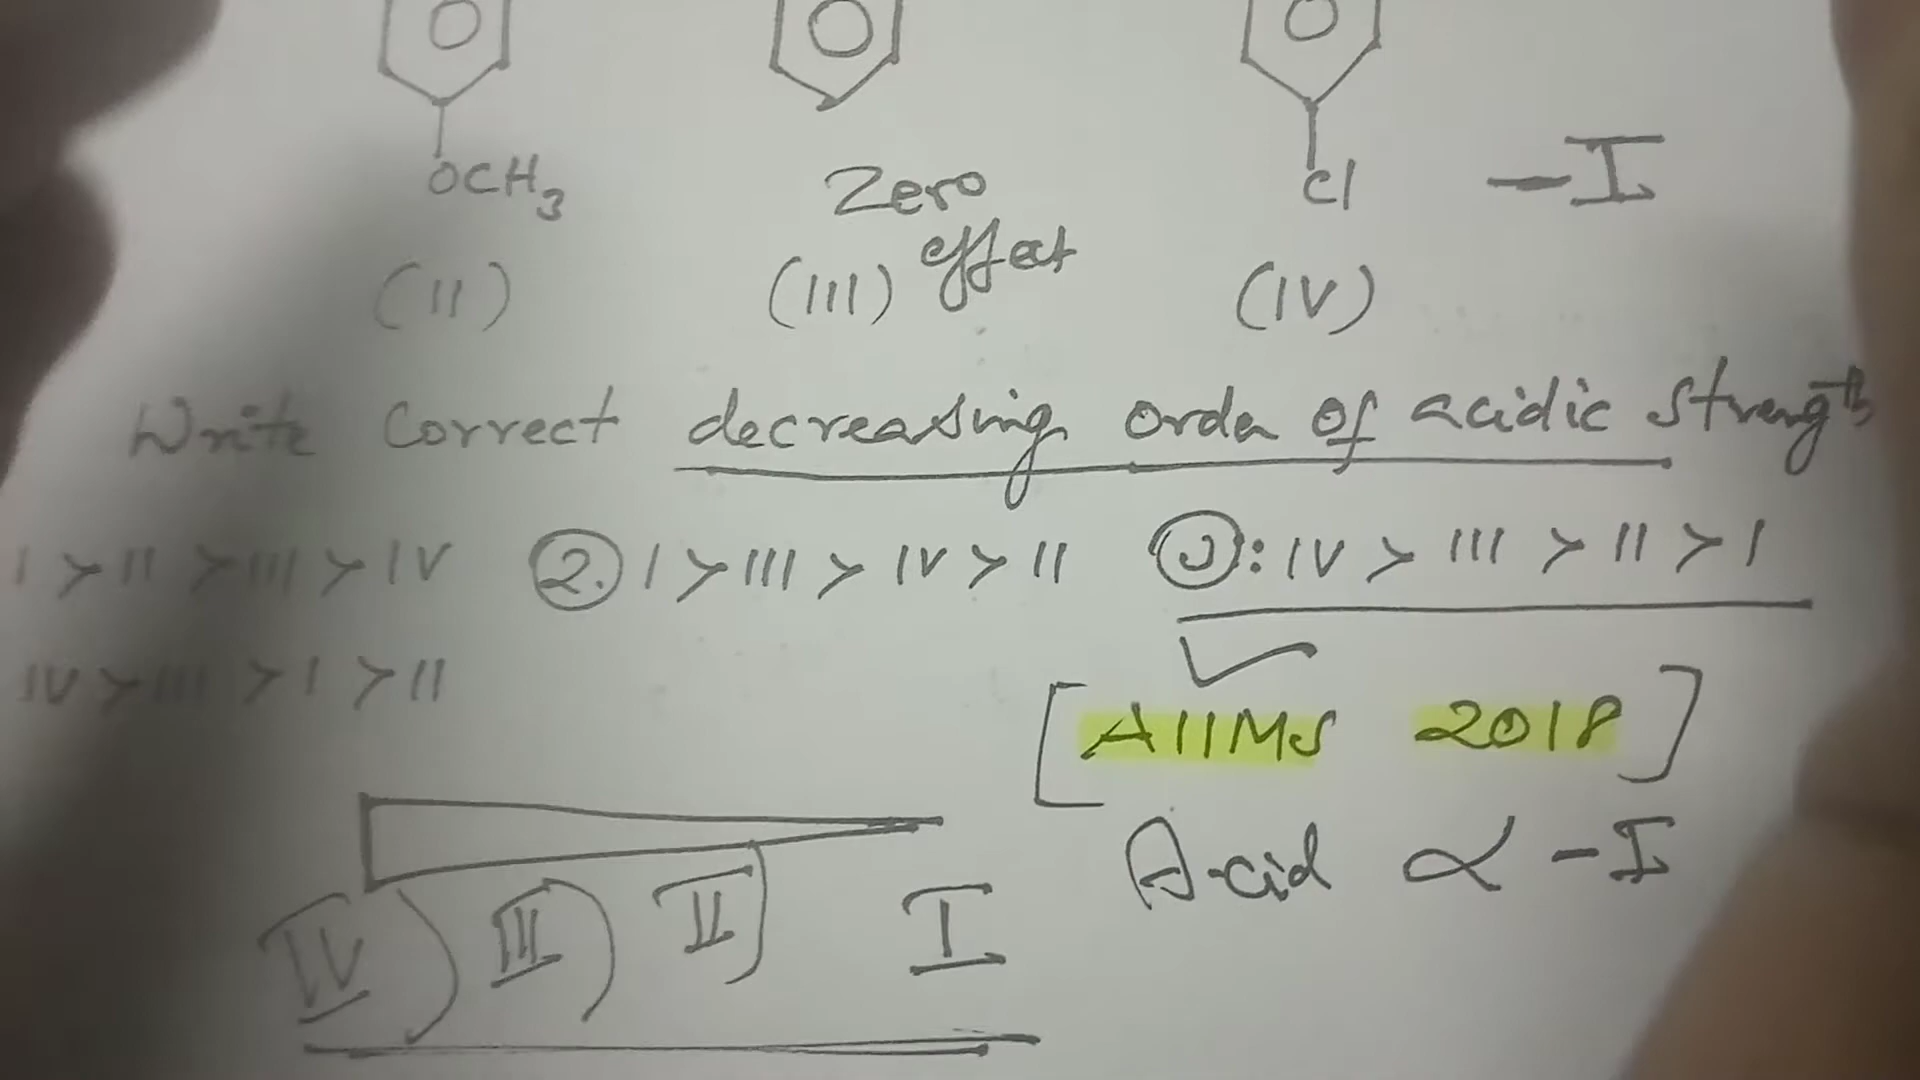 OCH3
Zero effect
Cl
-I
(II)
(III)
(IV)
Write Correct decreasing order of acidic strength
I > II > III > IV
2. I > III > IV > II
3: IV > III > II > I
IV > III > I > II
[AIIMS 2018]
Acid ∝ -I
IV) III) II) I